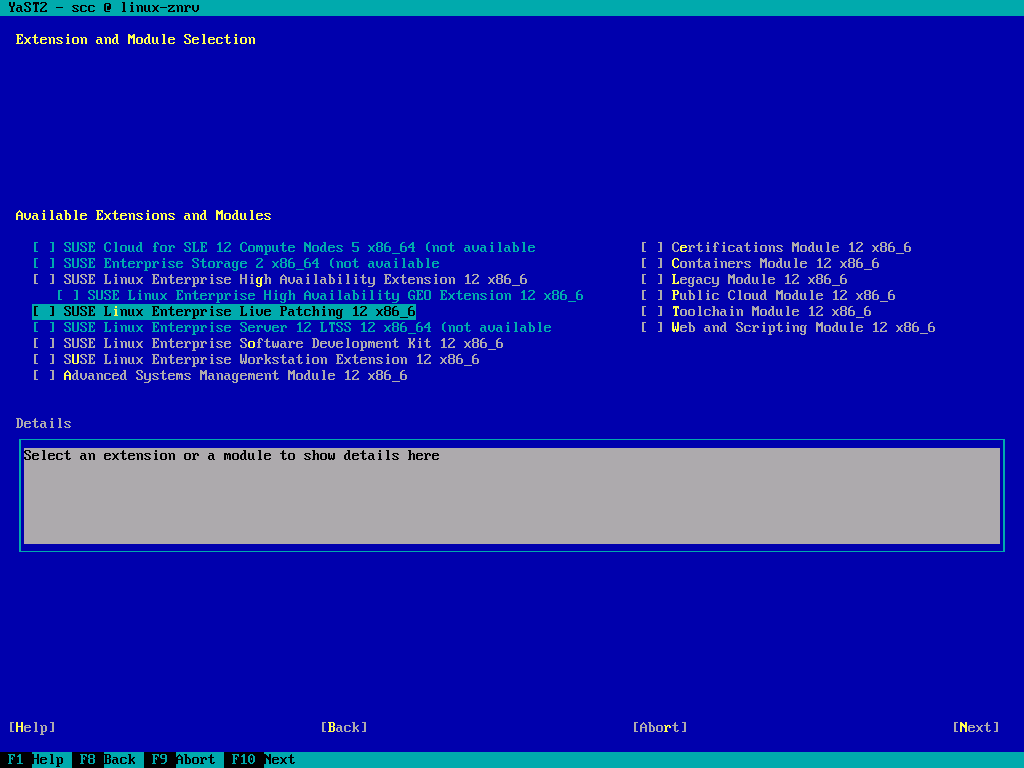 YaST2 - scc @ linux-znrv
Extension and Module Selection
Available Extensions and Modules
[ ] SUSE Cloud for SLE 12 Compute Nodes 5 x86_64 (not available
[ ] SUSE Enterprise Storage 2 x86_64 (not available
[ ] SUSE Linux Enterprise High Availability Extension 12 x86_6
[ ] SUSE Linux Enterprise High Availability GEO Extension 12 x86_6
[ ] SUSE Linux Enterprise Live Patching 12 x86_6
[ ] SUSE Linux Enterprise Server 12 LTSS 12 x86_64 (not available
[ ] SUSE Linux Enterprise Software Development Kit 12 x86_6
[ ] SUSE Linux Enterprise Workstation Extension 12 x86_6
[ ] Advanced Systems Management Module 12 x86_6
[ ] Certifications Module 12 x86_6
[ ] Containers Module 12 x86_6
[ ] Legacy Module 12 x86_6
[ ] Public Cloud Module 12 x86_6
[ ] Toolchain Module 12 x86_6
[ ] Web and Scripting Module 12 x86_6
Details
Select an extension or a module to show details here
[Help] [Back] [Abort] [Next]
F1 Help F8 Back F9 Abort F10 Next